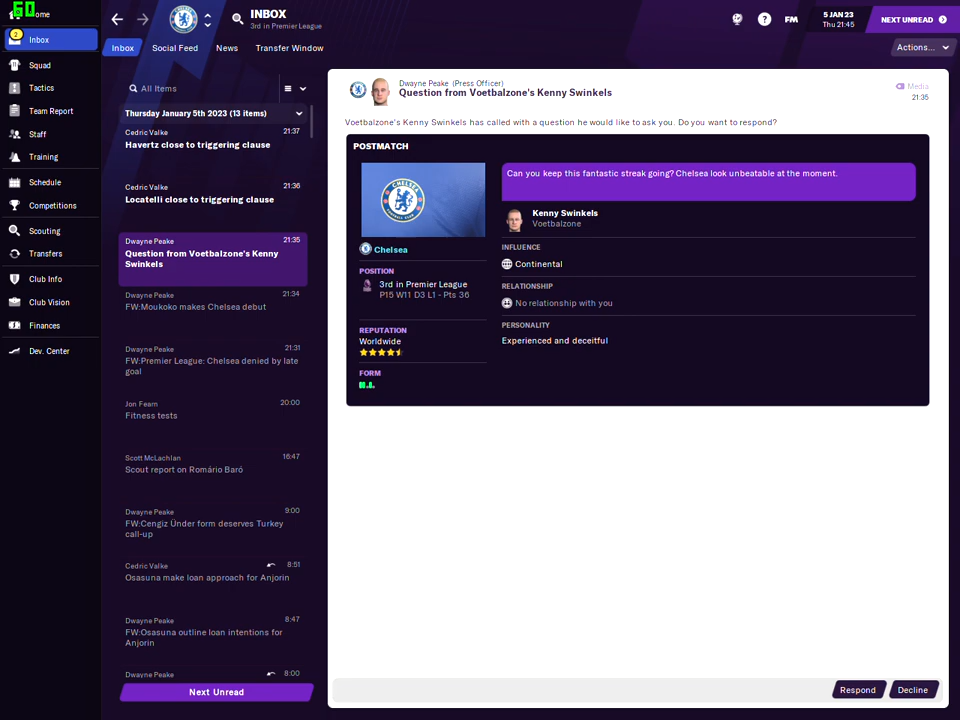 60
ome
INBOX
3rd in Premier League
FM
5 JAN 23
Thu 21:45
NEXT UNREAD
2
Inbox
Squad
Tactics
Team Report
Staff
Training
Schedule
Competitions
Scouting
Transfers
Club Info
Club Vision
Finances
Dev. Center
Inbox
Social Feed
News
Transfer Window
Actions...
All Items
Thursday January 5th 2023 (13 items)
Cedric Valke 21:37
Havertz close to triggering clause
Cedric Valke 21:36
Locatelli close to triggering clause
Dwayne Peake 21:35
Question from Voetbalzone's Kenny
Swinkels
Dwayne Peake 21:34
FW:Moukoko makes Chelsea debut
Dwayne Peake 21:31
FW:Premier League: Chelsea denied by late
goal
Jon Fearn 20:00
Fitness tests
Scott McLachlan 16:47
Scout report on Romário Baró
Dwayne Peake 9:00
FW:Cengiz Ünder form deserves Turkey
call-up
Cedric Valke 8:51
Osasuna make loan approach for Anjorin
Dwayne Peake 8:47
FW:Osasuna outline loan intentions for
Anjorin
Dwayne Peake 8:00
Next Unread
Dwayne Peake (Press Officer)
Question from Voetbalzone's Kenny Swinkels
Media
21:35
Voetbalzone's Kenny Swinkels has called with a question he would like to ask you. Do you want to respond?
POSTMATCH
CHELSEA
FOOTBALL CLUB
Chelsea
POSITION
3rd in Premier League
P15 W11 D3 L1 - Pts 36
REPUTATION
Worldwide
FORM
Can you keep this fantastic streak going? Chelsea look unbeatable at the moment.
Kenny Swinkels
Voetbalzone
INFLUENCE
Continental
RELATIONSHIP
No relationship with you
PERSONALITY
Experienced and deceitful
Respond
Decline